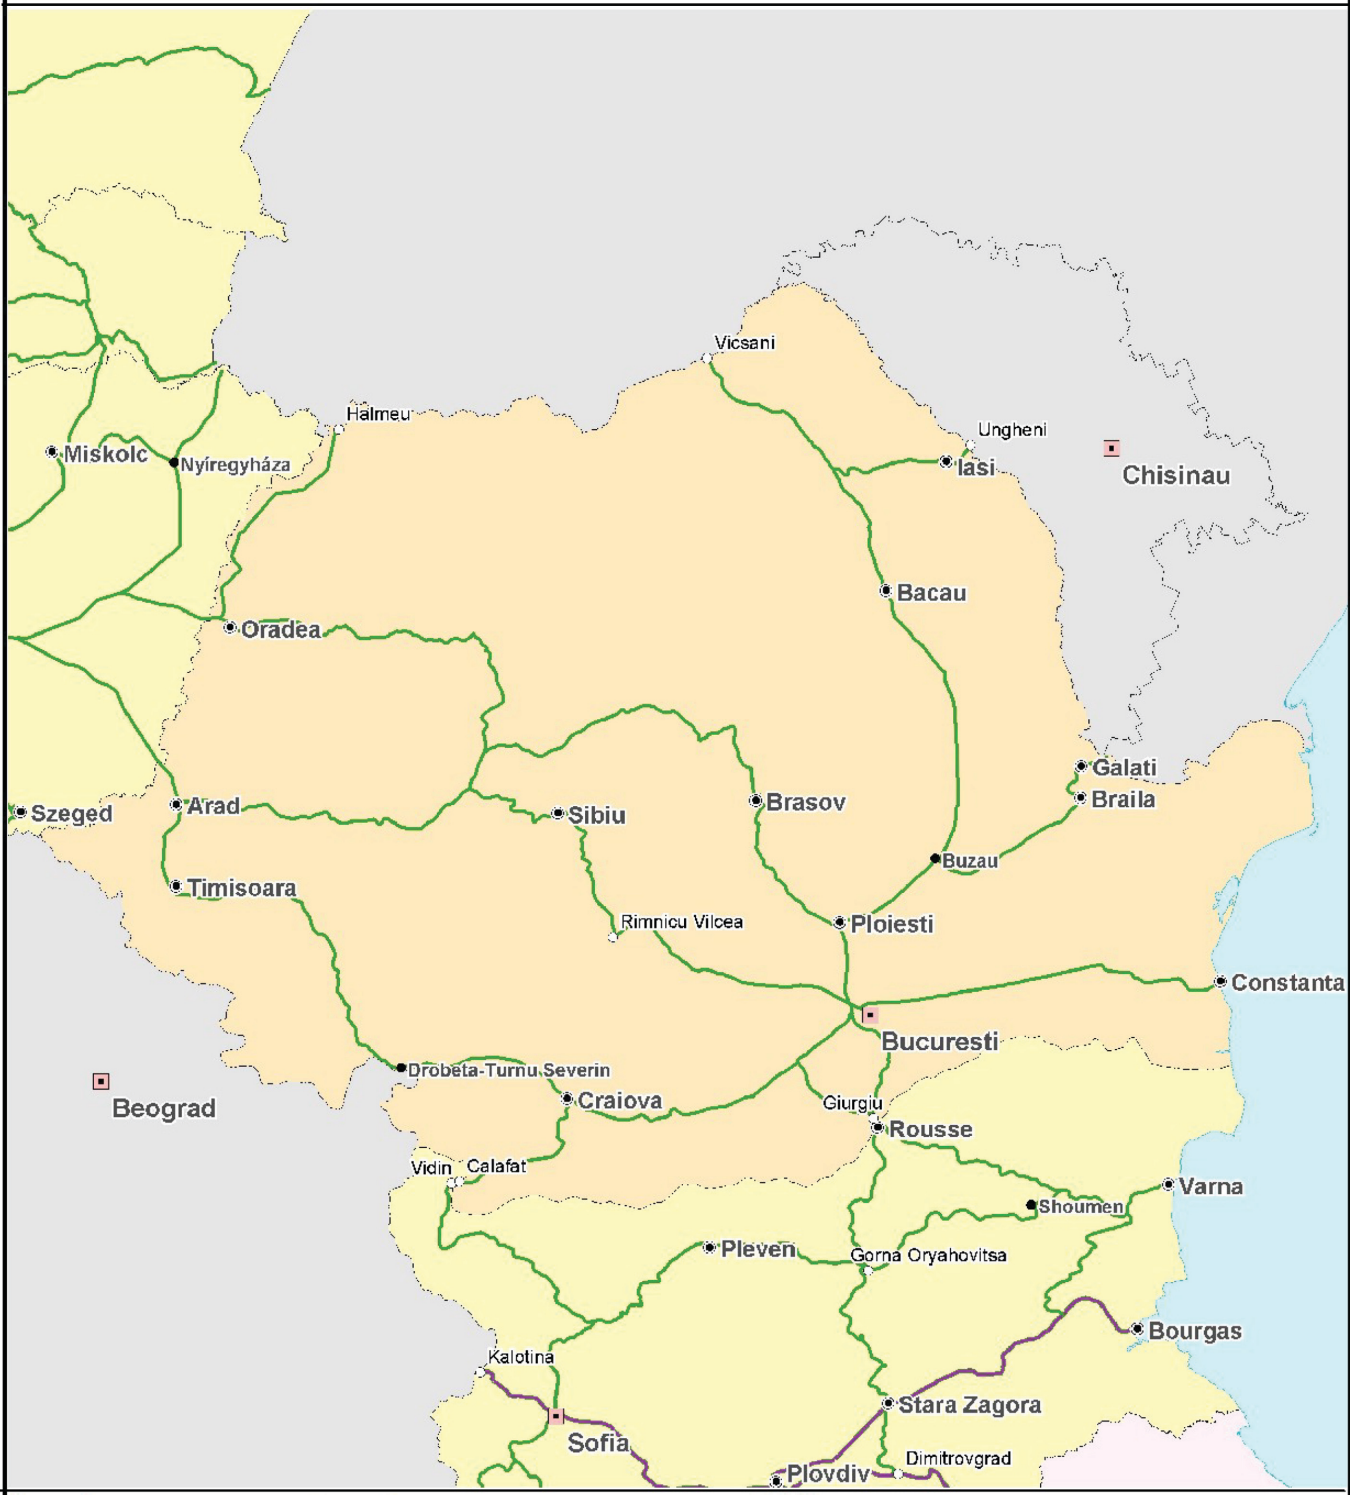 Vicsani
Halmeu
Ungheni
Miskolc
Nyíregyháza
Iasi
Chisinau
Bacau
Oradea
Galati
Braila
Szeged
Arad
Sibiu
Brasov
Buzau
Timisoara
Rimnicu Vilcea
Ploiesti
Constanta
Bucuresti
Drobeta-Turnu Severin
Beograd
Craiova
Giurgiu
Rousse
Vidin
Calafat
Varna
Shoumen
Pleven
Gorna Oryahovitsa
Bourgas
Kalotina
Stara Zagora
Sofia
Dimitrovgrad
Plovdiv